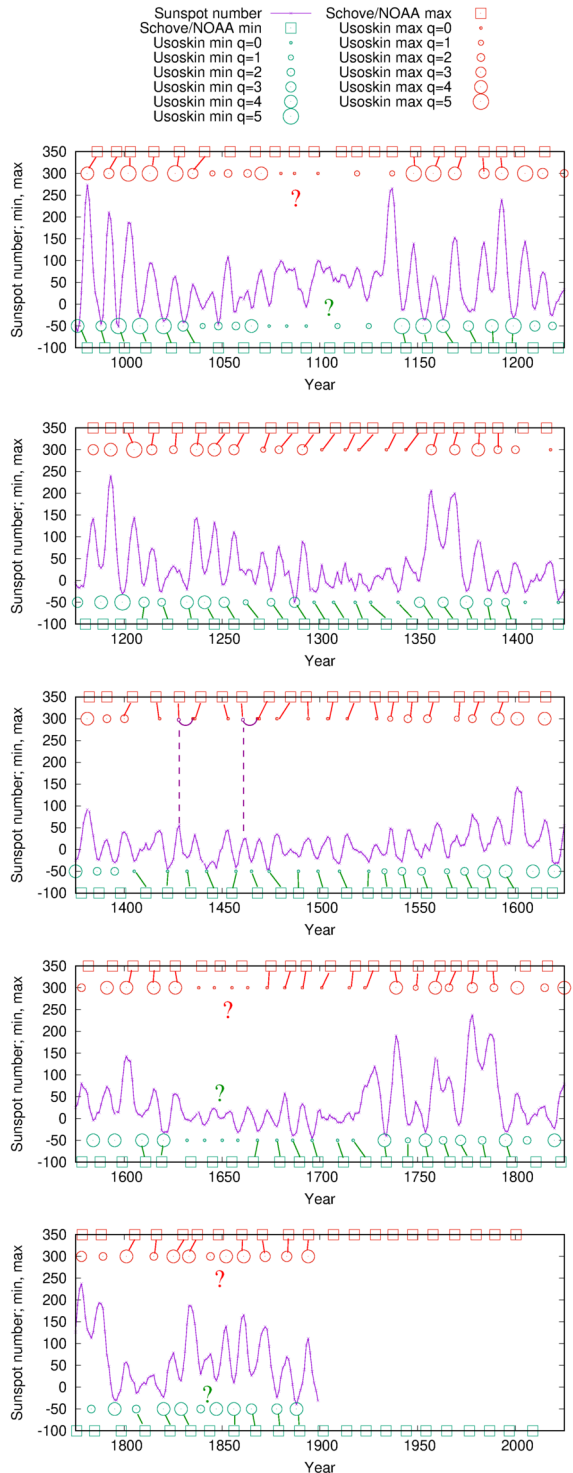 Sunspot number Schove/NOAA max
Schove/NOAA min Usoskin max q=0
Usoskin min q=0 Usoskin max q=1
Usoskin min q=1 Usoskin max q=2
Usoskin min q=2 Usoskin max q=3
Usoskin min q=3 Usoskin max q=4
Usoskin min q=4 Usoskin max q=5
Usoskin min q=5
Sunspot number; min, max
350
300
250
200
150
100
50
0
-50
-100
?
?
1000 1050 1100 1150 1200
Year
Sunspot number; min, max
350
300
250
200
150
100
50
0
-50
-100
1200 1250 1300 1350 1400
Year
Sunspot number; min, max
350
300
250
200
150
100
50
0
-50
-100
1400 1450 1500 1550 1600
Year
Sunspot number; min, max
350
300
250
200
150
100
50
0
-50
-100
?
?
1600 1650 1700 1750 1800
Year
Sunspot number; min, max
350
300
250
200
150
100
50
0
-50
-100
?
?
1800 1850 1900 1950 2000
Year